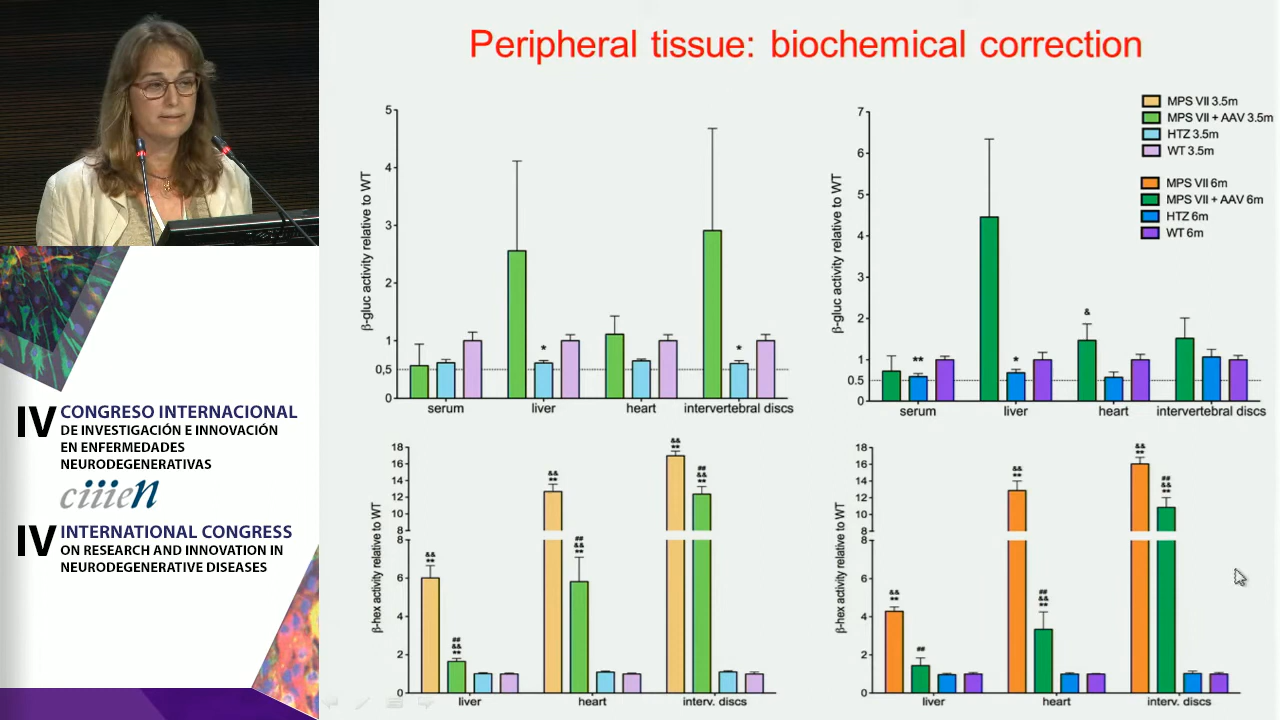 Peripheral tissue: biochemical correction
MPS VII 3.5m
MPS VII + AAV 3.5m
HTZ 3.5m
WT 3.5m
MPS VII 6m
MPS VII + AAV 6m
HTZ 6m
WT 6m
β-gluc activity relative to WT
5
4
3
2
1
0,5
0
*
*
serum liver heart intervertebral discs
β-gluc activity relative to WT
7
6
5
4
3
2
1
0.5
0
**
*
&
serum liver heart intervertebral discs
β-hex activity relative to WT
18
16
14
12
10
8
8
6
4
2
0
&&
**
##
&&
**
&&
**
##
&&
**
&&
**
##
&&
**
liver heart interv. discs
β-hex activity relative to WT
18
16
14
12
10
8
8
6
4
2
0
&&
**
##
&&
**
##
&&
**
&&
**
##
&&
**
liver heart interv. discs
IV CONGRESO INTERNACIONAL
DE INVESTIGACIÓN E INNOVACIÓN
EN ENFERMEDADES
NEURODEGENERATIVAS
ciiien
IV INTERNATIONAL CONGRESS
ON RESEARCH AND INNOVATION IN
NEURODEGENERATIVE DISEASES